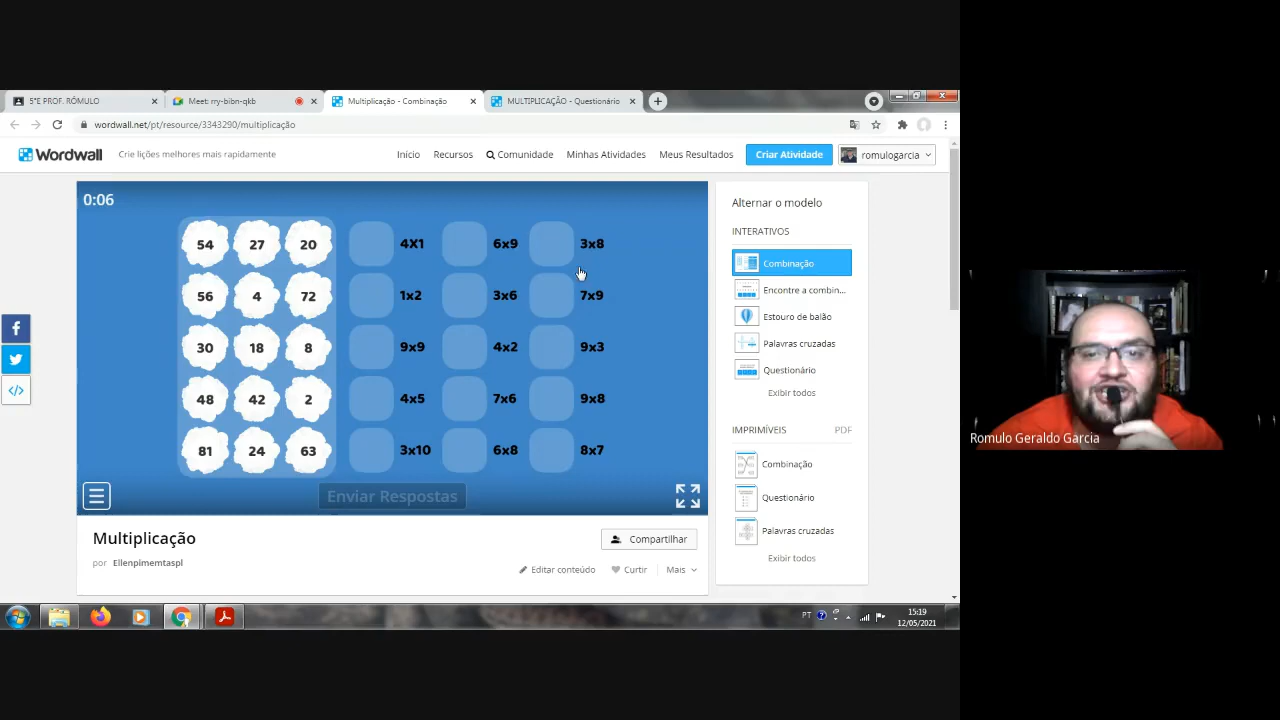 5°E PROF. RÓMULO
Meet: rry-bibn-qkb
Multiplicação - Combinação
MULTIPLICAÇÃO - Questionário
wordwall.net/pt/resource/3343290/multiplicação
Wordwall
Crie lições melhores mais rapidamente
Início
Recursos
Comunidade
Minhas Atividades
Meus Resultados
Criar Atividade
romulogarcia
0:06
54 27 20 4X1 6x9 3x8
56 4 72 1x2 3x6 7x9
30 18 8 9x9 4x2 9x3
48 42 2 4x5 7x6 9x8
81 24 63 3x10 6x8 8x7
Enviar Respostas
Multiplicação
Compartilhar
por Ellenpimemtaspl
Editar conteúdo
Curtir
Mais
Alternar o modelo
INTERATIVOS
Combinação
Encontre a combin...
Estouro de balão
Palavras cruzadas
Questionário
Exibir todos
IMPRIMÍVEIS PDF
Combinação
Questionário
Palavras cruzadas
Exibir todos
Romulo Geraldo Garcia
PT
15:19
12/05/2021